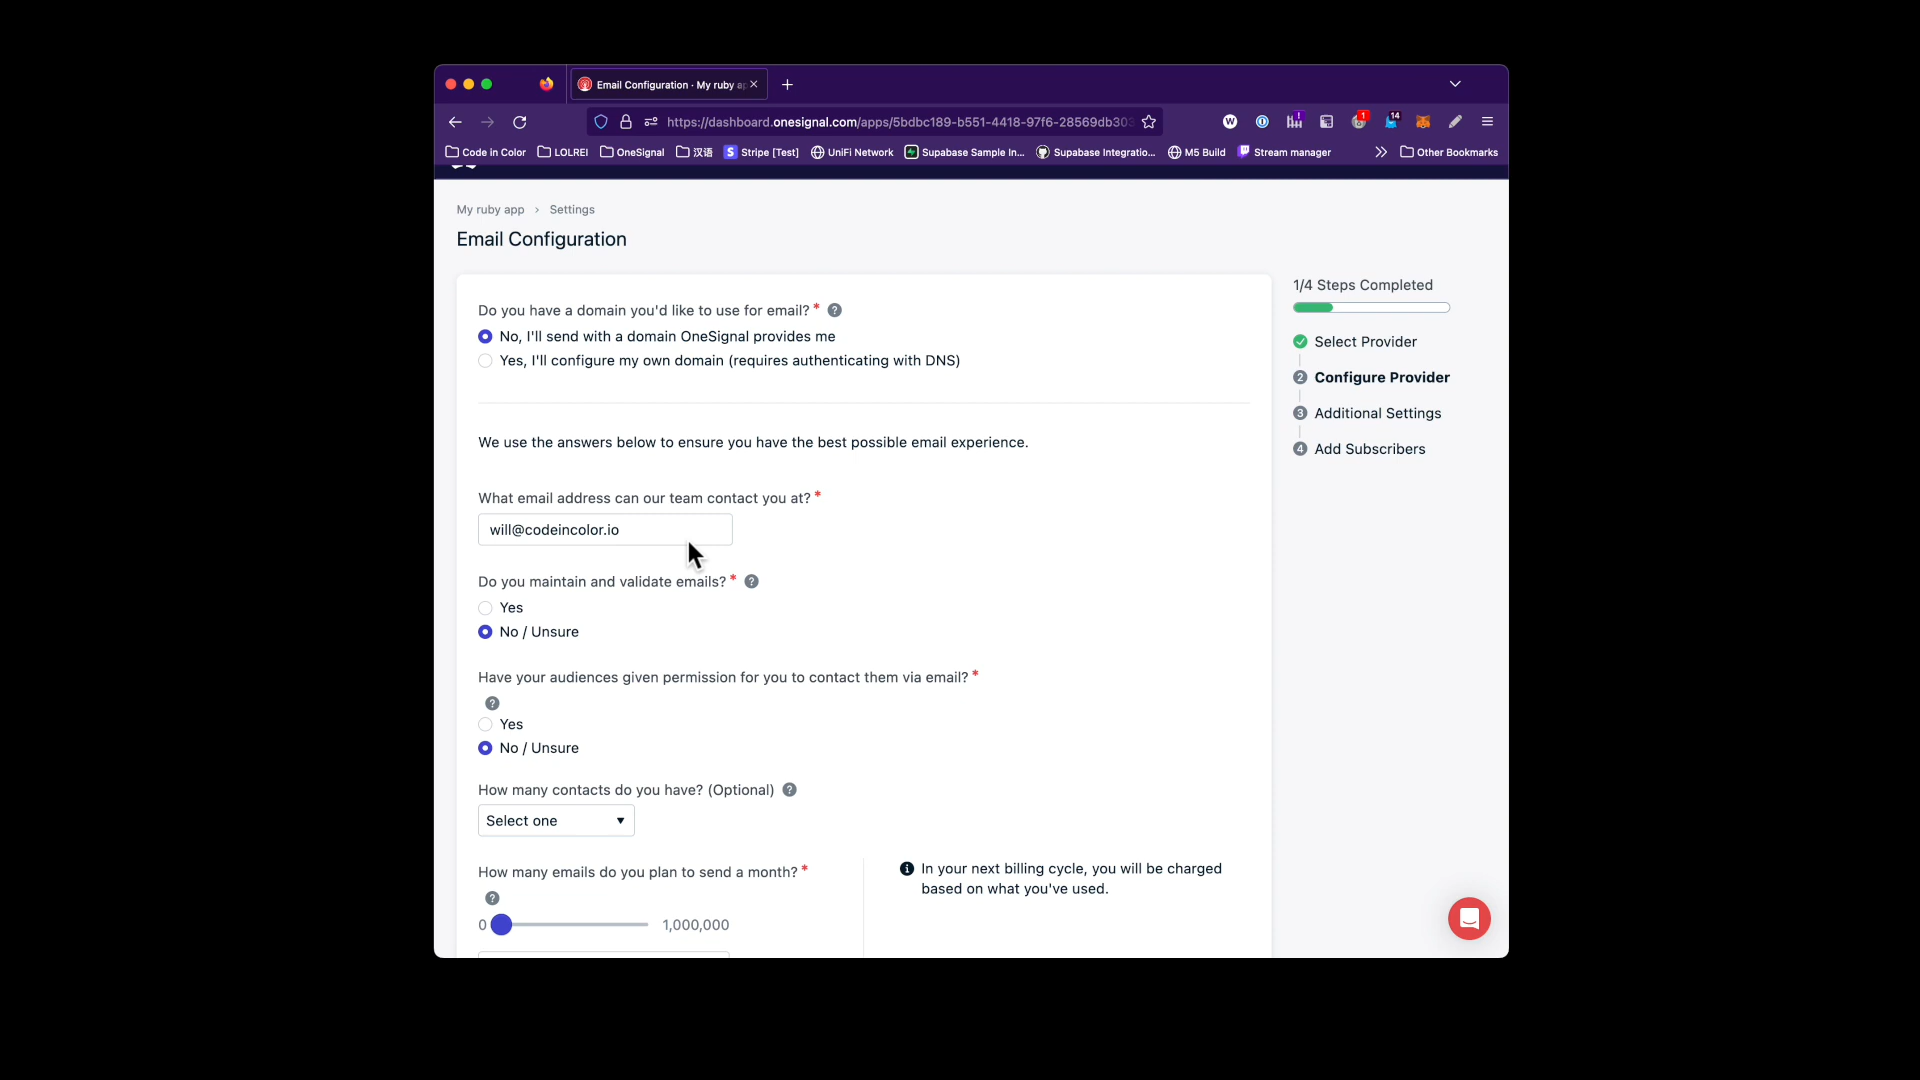 Email Configuration · My ruby ap
https://dashboard.onesignal.com/apps/5bdbc189-b551-4418-97f6-28569db303
W
1
14
Code in Color LOLREI OneSignal 汉语 S Stripe [Test] UniFi Network Supabase Sample In... Supabase Integratio... M5 Build Stream manager Other Bookmarks
My ruby app › Settings
Email Configuration
Do you have a domain you'd like to use for email?* ?
No, I'll send with a domain OneSignal provides me
Yes, I'll configure my own domain (requires authenticating with DNS)
We use the answers below to ensure you have the best possible email experience.
What email address can our team contact you at?*
will@codeincolor.io
Do you maintain and validate emails?* ?
Yes
No / Unsure
Have your audiences given permission for you to contact them via email?*
?
Yes
No / Unsure
How many contacts do you have? (Optional) ?
Select one
How many emails do you plan to send a month?*
?
0 1,000,000
In your next billing cycle, you will be charged
based on what you've used.
1/4 Steps Completed
Select Provider
2 Configure Provider
3 Additional Settings
4 Add Subscribers